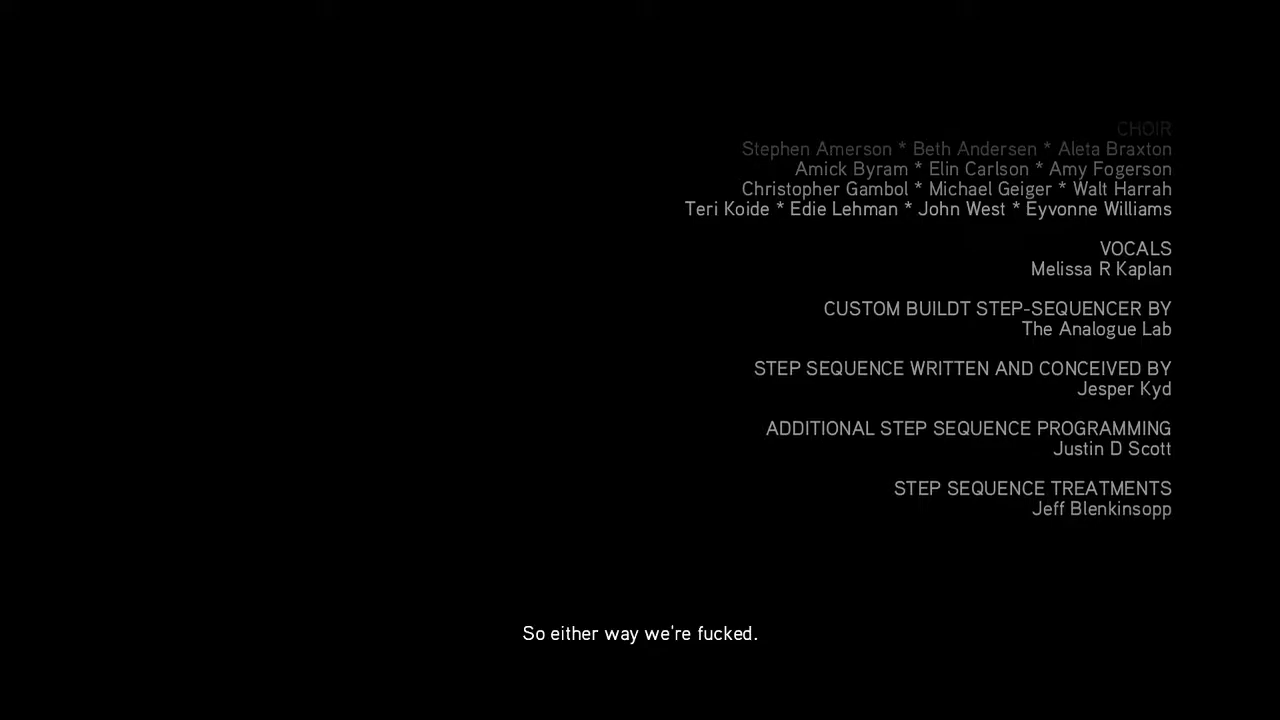 CHOIR
Stephen Amerson * Beth Andersen * Aleta Braxton
Amick Byram * Elin Carlson * Amy Fogerson
Christopher Gambol * Michael Geiger * Walt Harrah
Teri Koide * Edie Lehman * John West * Eyvonne Williams
VOCALS
Melissa R Kaplan
CUSTOM BUILDT STEP-SEQUENCER BY
The Analogue Lab
STEP SEQUENCE WRITTEN AND CONCEIVED BY
Jesper Kyd
ADDITIONAL STEP SEQUENCE PROGRAMMING
Justin D Scott
STEP SEQUENCE TREATMENTS
Jeff Blenkinsopp
So either way we're fucked.